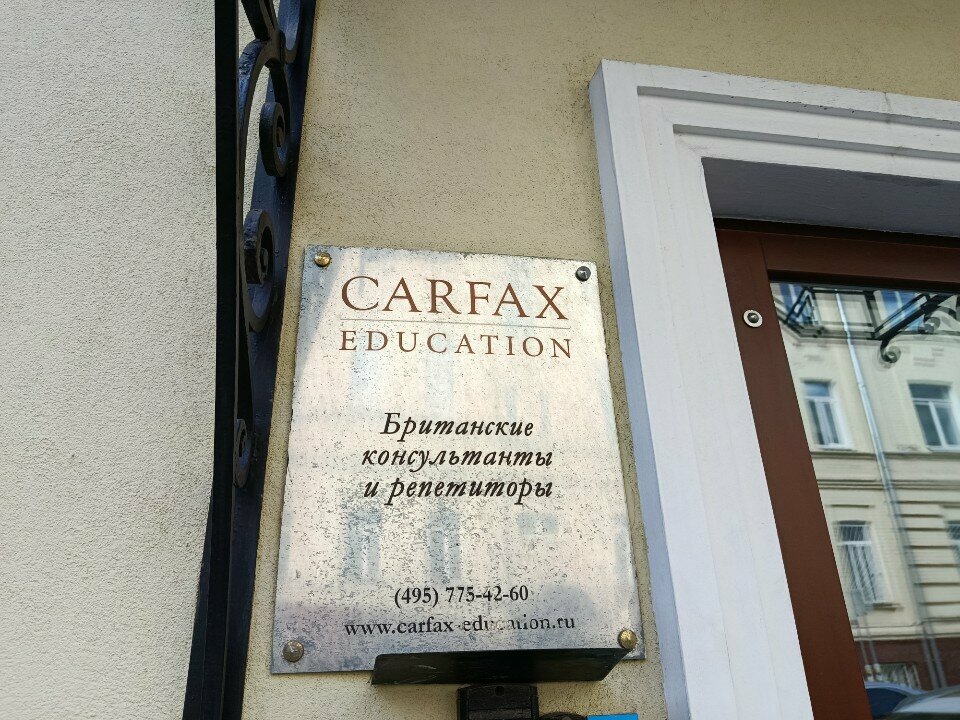 CARFAX
EDUCATION
Британские
консультанты
и репетиторы
(495) 775-42-60
www.carfax-education.ru